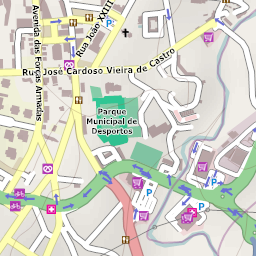 Avenida das Forças Armadas
Rua João XXIII
Rua José Cardoso Vieira de Castro
Parque
Municipal de
Desportos
P
P
P
P